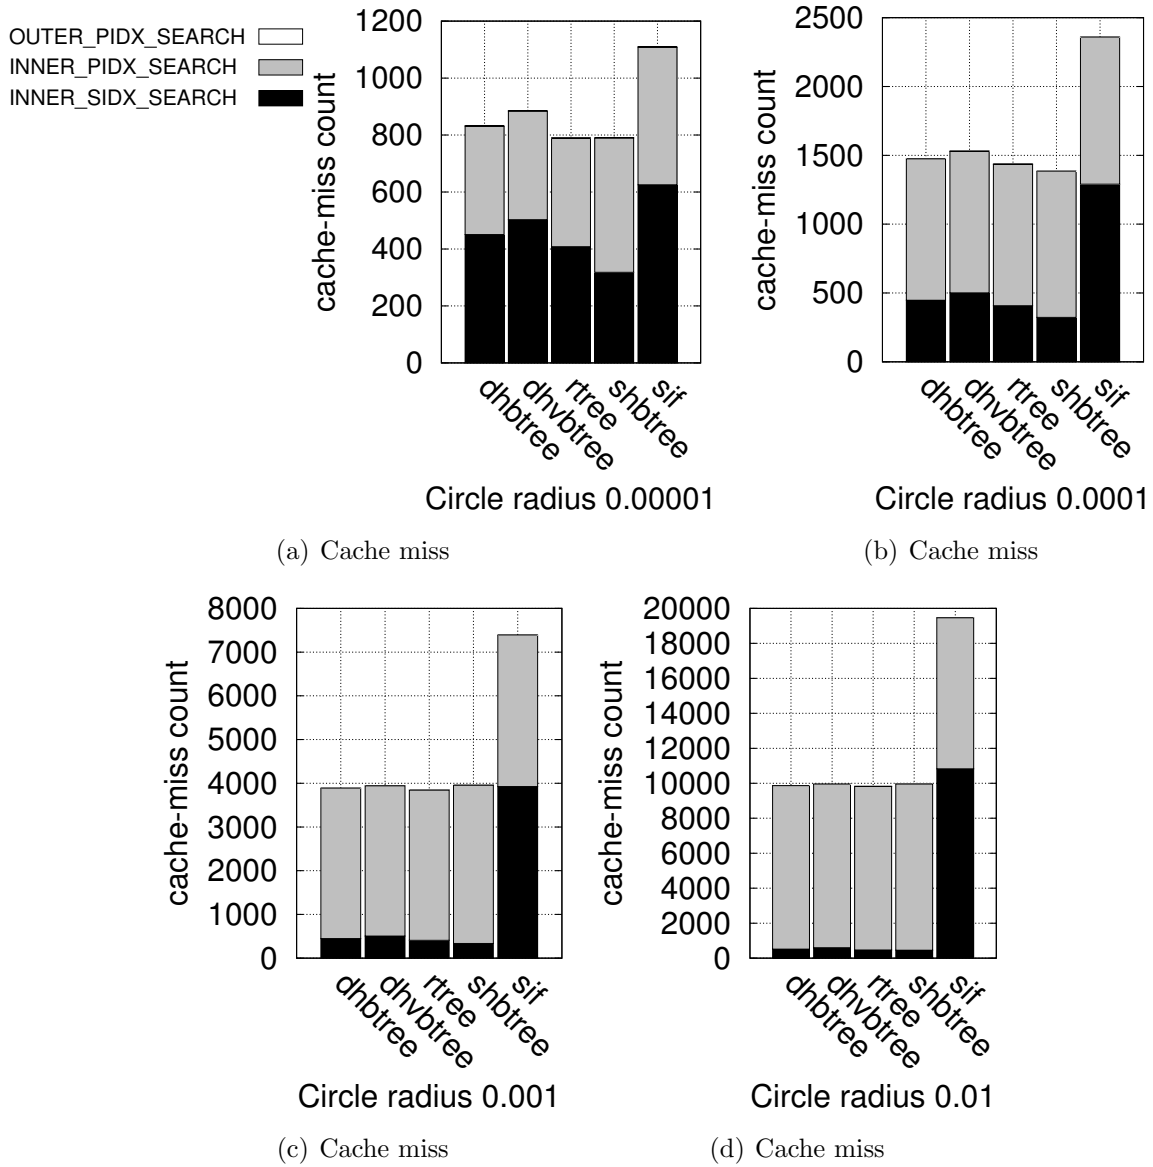 OUTER_PIDX_SEARCH
INNER_PIDX_SEARCH
INNER_SIDX_SEARCH
cache-miss count
1200
1000
800
600
400
200
0
dhbtree
dhvbtree
rtree
shbtree
sif
Circle radius 0.00001
(a) Cache miss
cache-miss count
2500
2000
1500
1000
500
0
dhbtree
dhvbtree
rtree
shbtree
sif
Circle radius 0.0001
(b) Cache miss
cache-miss count
8000
7000
6000
5000
4000
3000
2000
1000
0
dhbtree
dhvbtree
rtree
shbtree
sif
Circle radius 0.001
(c) Cache miss
cache-miss count
20000
18000
16000
14000
12000
10000
8000
6000
4000
2000
0
dhbtree
dhvbtree
rtree
shbtree
sif
Circle radius 0.01
(d) Cache miss